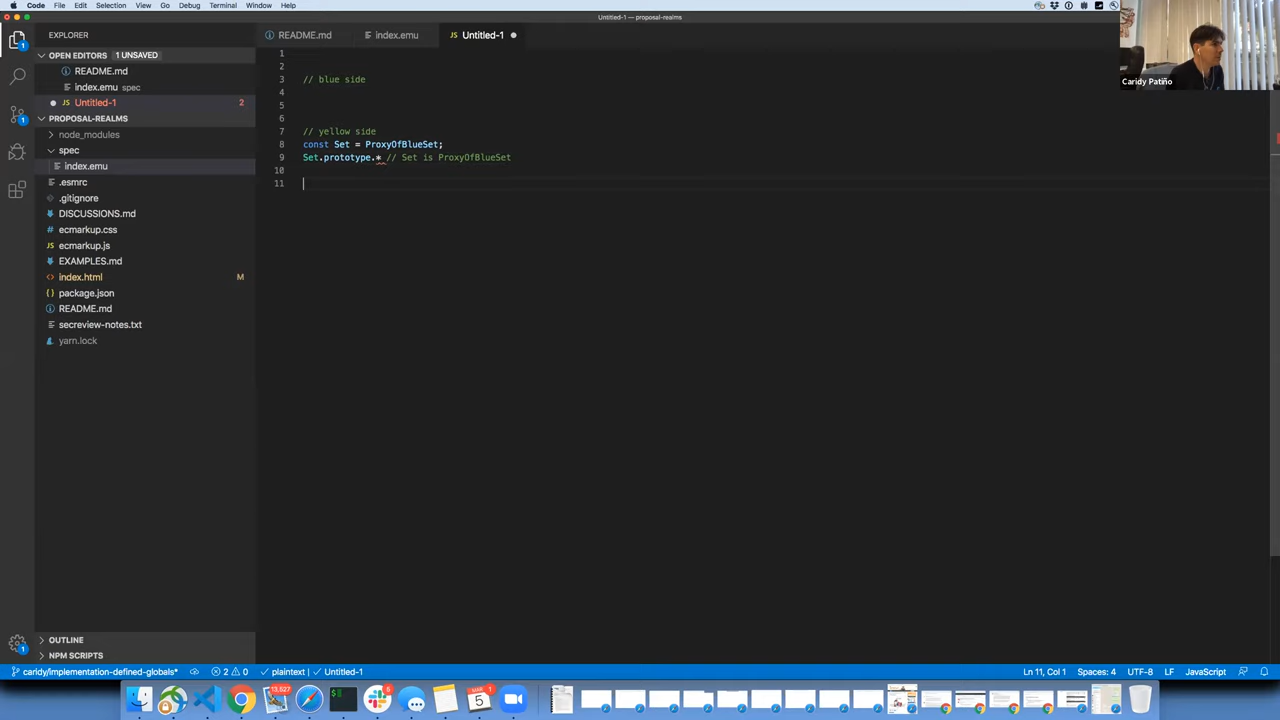 Code File Edit Selection View Go Debug Terminal Window Help
Untitled-1 — proposal-realms
Caridy Patiño
EXPLORER
OPEN EDITORS 1 UNSAVED
README.md
index.emu spec
Untitled-1 2
PROPOSAL-REALMS
node_modules
spec
index.emu
.esmrc
.gitignore
DISCUSSIONS.md
ecmarkup.css
ecmarkup.js
EXAMPLES.md
index.html M
package.json
README.md
secreview-notes.txt
yarn.lock
OUTLINE
NPM SCRIPTS
README.md index.emu Untitled-1
1
2
3 // blue side
4
5
6
7 // yellow side
8 const Set = ProxyOfBlueSet;
9 Set.prototype.* // Set is ProxyOfBlueSet
10
11
caridy/implementation-defined-globals* 2 0 plaintext | Untitled-1 Ln 11, Col 1 Spaces: 4 UTF-8 LF JavaScript